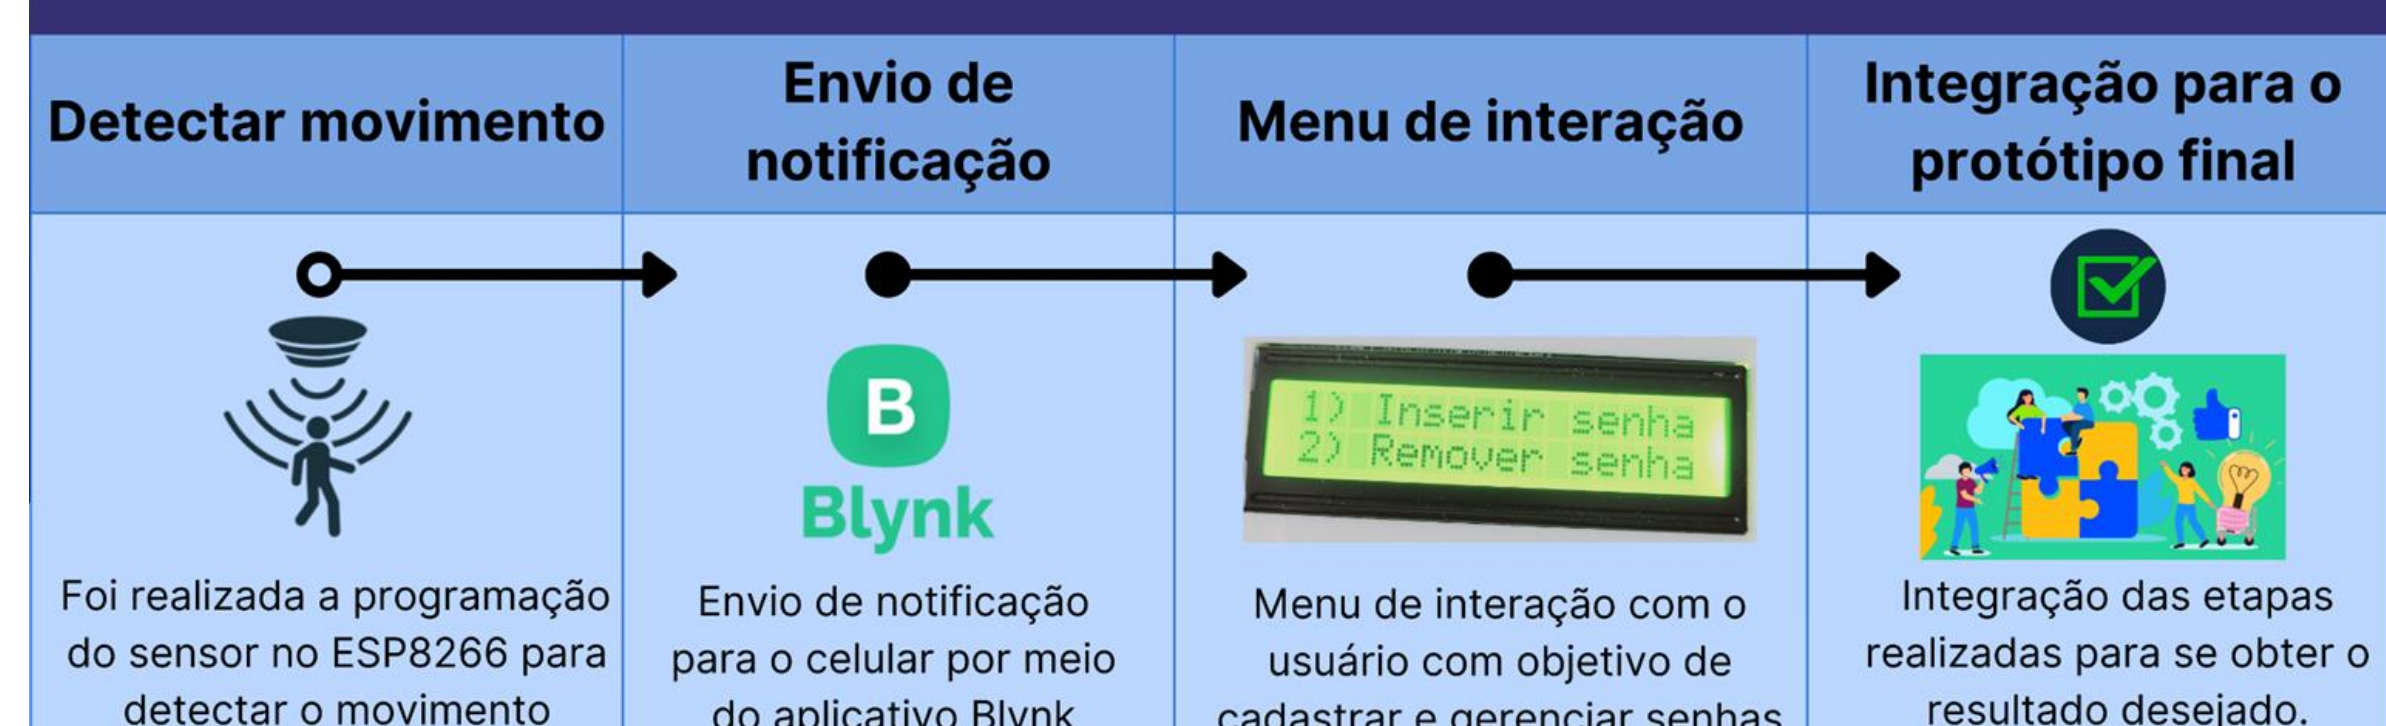 Detectar movimento
Envio de
notificação
Menu de interação
Integração para o
protótipo final
B
Blynk
1) Inserir senha
2) Remover senha
Foi realizada a programação
do sensor no ESP8266 para
detectar o movimento
Envio de notificação
para o celular por meio
do aplicativo Blynk
Menu de interação com o
usuário com objetivo de
cadastrar e gerenciar senhas
Integração das etapas
realizadas para se obter o
resultado desejado.